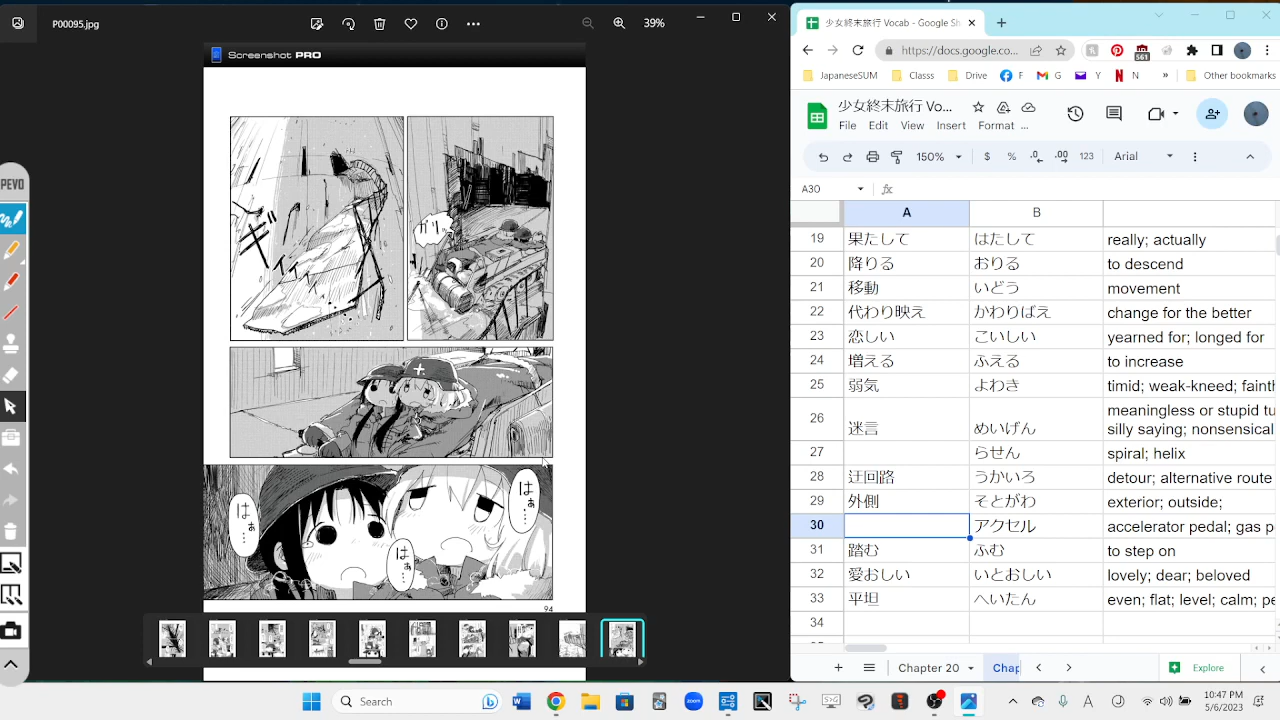 P00095.jpg
39%
Screenshot PRO
ギィィ
ガリ
はぁ…
はぁ…
はぁ…
94
IPEVO
少女終末旅行 Vocab - Google Sh
https://docs.google.co
561
JapaneseSUM
Classs
Drive
F
G
Y
N
»
Other bookmarks
少女終末旅行 Vo...
File Edit View Insert Format ...
150% $ % .0 .00 123 Arial
A30 fx
A B
19 果たして はたして really; actually
20 降りる おりる to descend
21 移動 いどう movement
22 代わり映え かわりばえ change for the better
23 恋しい こいしい yearned for; longed for
24 増える ふえる to increase
25 弱気 よわき timid; weak-kneed; faint
meaningless or stupid tu
26 迷言 めいげん silly saying; nonsensical
27 らせん spiral; helix
28 迂回路 うかいろ detour; alternative route
29 外側 そとがわ exterior; outside;
30 アクセル accelerator pedal; gas p
31 踏む ふむ to step on
32 愛おしい いとおしい lovely; dear; beloved
33 平坦 へいたん even; flat; level; calm; pe
34
Chapter 20 Chap Explore
Search
zoom
A
10:47 PM
5/6/2023